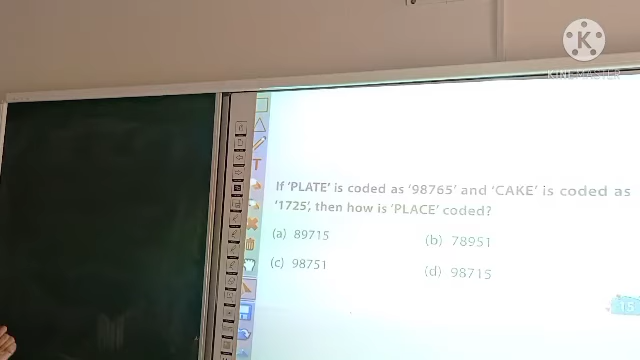 K
KINEMASTER
If ‘PLATE’ is coded as ‘98765’ and ‘CAKE’ is coded as
‘1725’, then how is ‘PLACE’ coded?
(a) 89715
(b) 78951
(c) 98751
(d) 98715
15